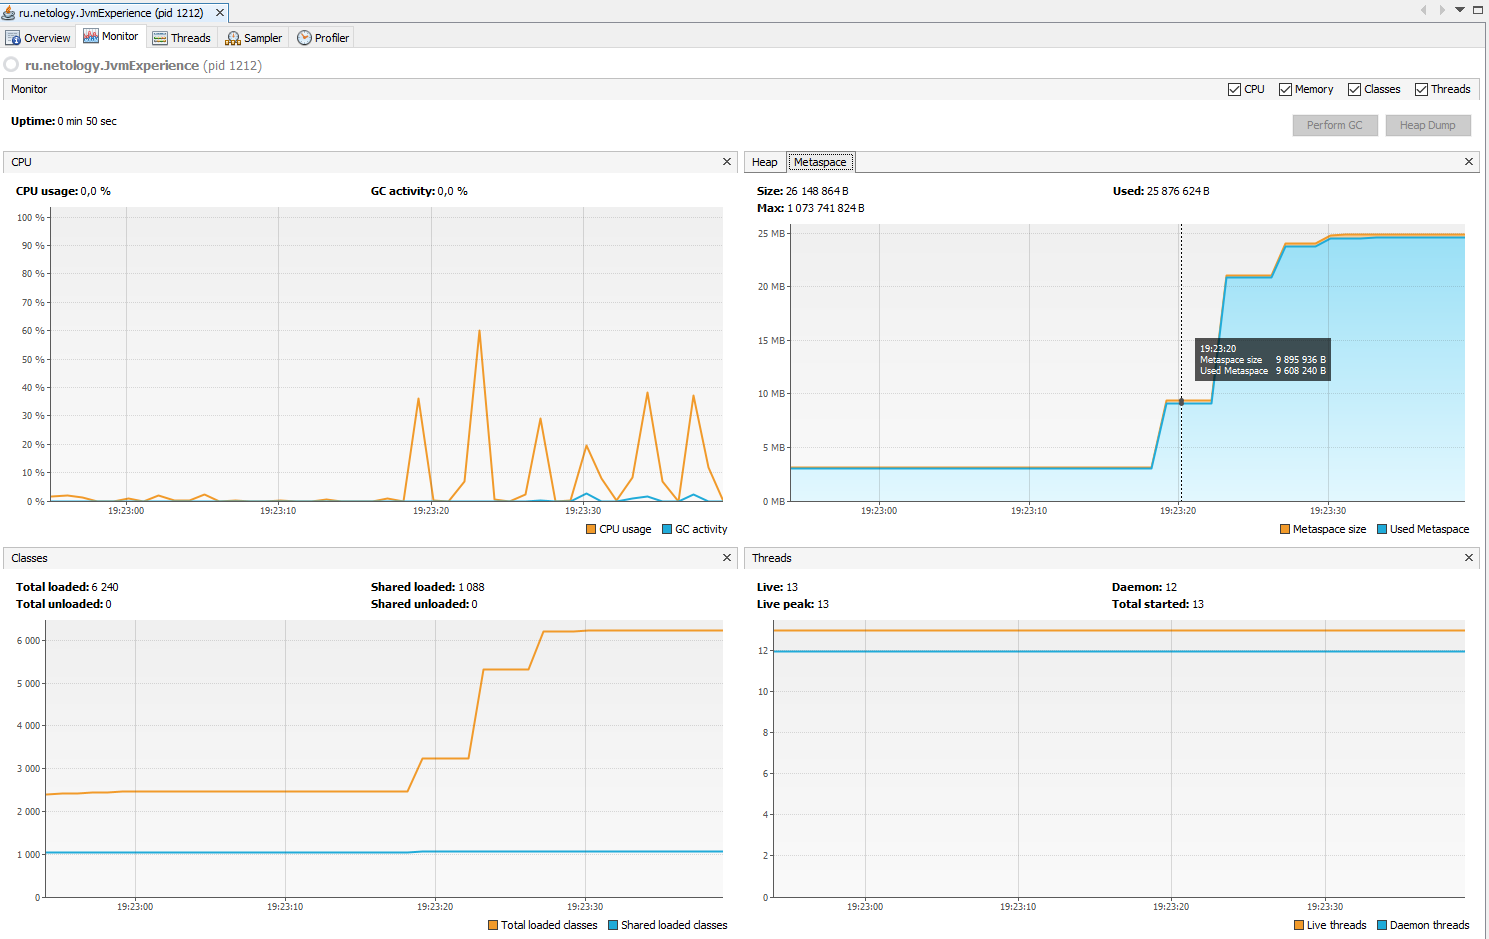 ru.netology.JvmExperience (pid 1212)
Overview Monitor Threads Sampler Profiler
ru.netology.JvmExperience (pid 1212)
Monitor
CPU Memory Classes Threads
Uptime: 0 min 50 sec
Perform GC Heap Dump
CPU
CPU usage: 0,0 % GC activity: 0,0 %
100 %
90 %
80 %
70 %
60 %
50 %
40 %
30 %
20 %
10 %
0 %
19:23:00 19:23:10 19:23:20 19:23:30
CPU usage GC activity
Heap Metaspace
Size: 26 148 864 B Used: 25 876 624 B
Max: 1 073 741 824 B
25 MB
20 MB
15 MB
10 MB
5 MB
0 MB
19:23:20
Metaspace size 9 895 936 B
Used Metaspace 9 608 240 B
19:23:00 19:23:10 19:23:20 19:23:30
Metaspace size Used Metaspace
Classes
Total loaded: 6 240 Shared loaded: 1 088
Total unloaded: 0 Shared unloaded: 0
6 000
5 000
4 000
3 000
2 000
1 000
0
19:23:00 19:23:10 19:23:20 19:23:30
Total loaded classes Shared loaded classes
Threads
Live: 13 Daemon: 12
Live peak: 13 Total started: 13
12
10
8
6
4
2
0
19:23:00 19:23:10 19:23:20 19:23:30
Live threads Daemon threads